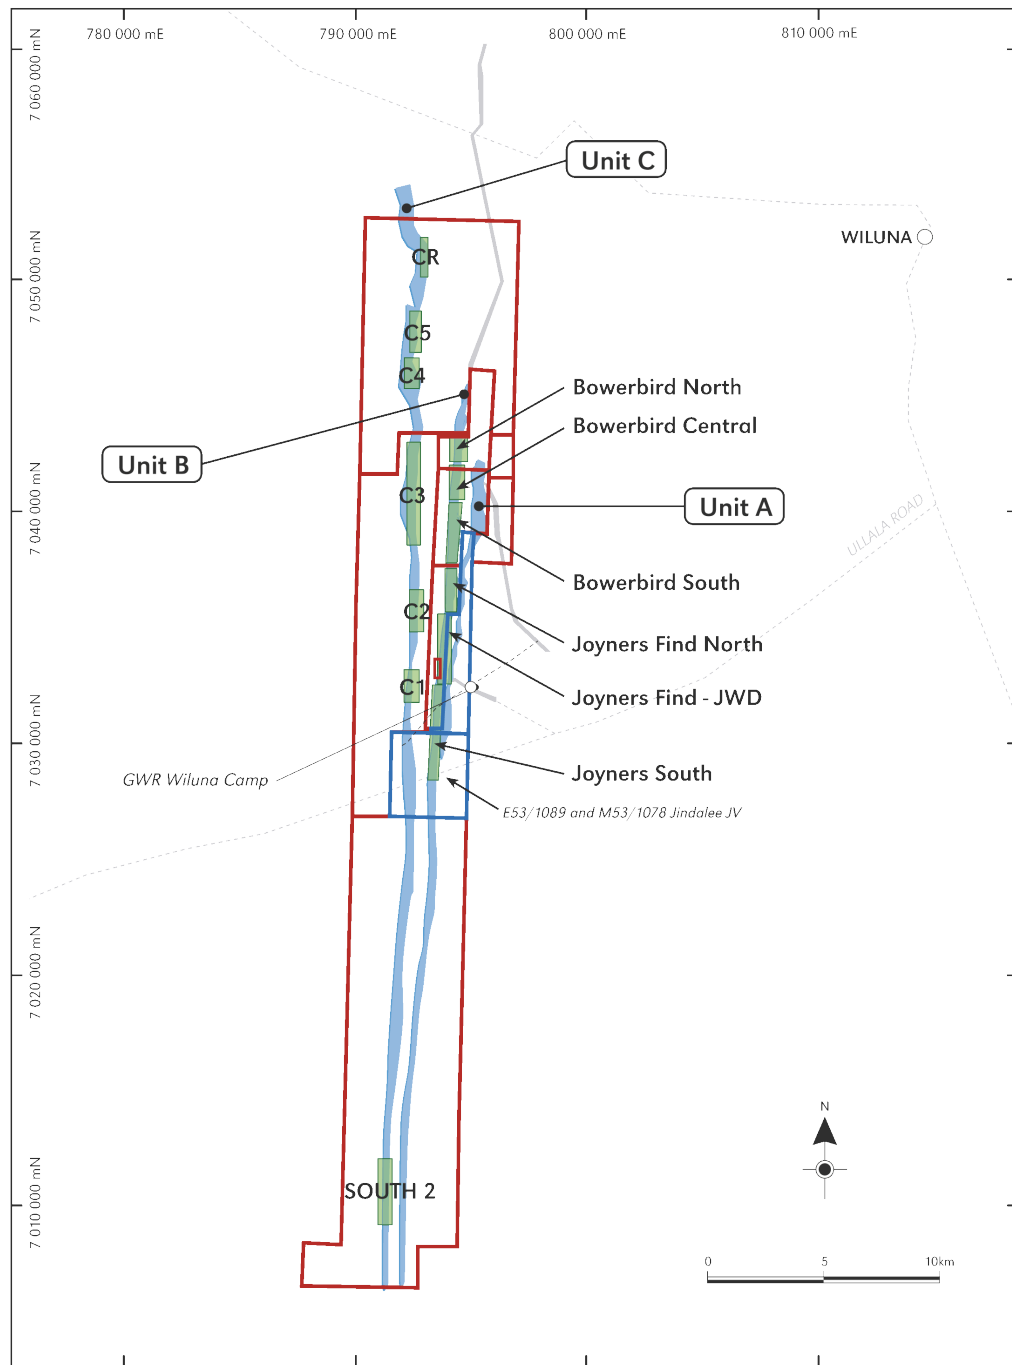 780 000 mE
790 000 mE
800 000 mE
810 000 mE
7 060 000 mN
Unit C
WILUNA
CR
7 050 000 mN
C5
C4
Bowerbird North
Bowerbird Central
Unit B
C3
Unit A
7 040 000 mN
ULLALA ROAD
Bowerbird South
C2
Joyners Find North
C1
Joyners Find - JWD
7 030 000 mN
Joyners South
GWR Wiluna Camp
E53/1089 and M53/1078 Jindalee JV
7 020 000 mN
N
7 010 000 mN
SOUTH 2
0 5 10km